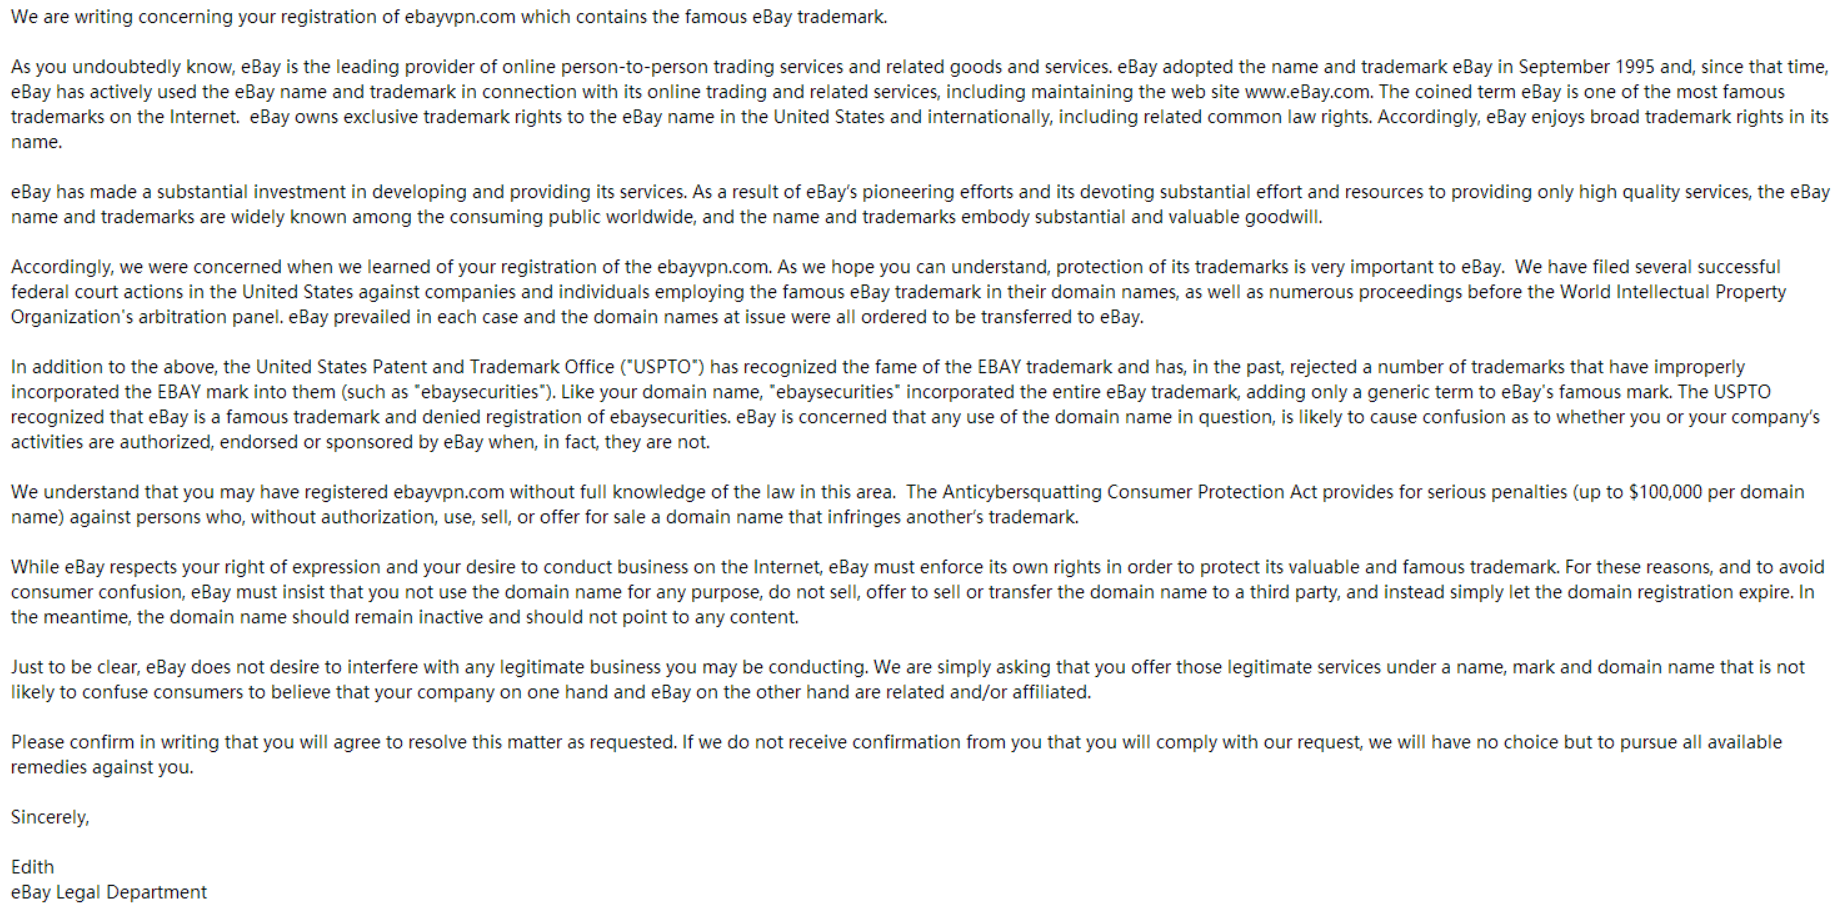 We are writing concerning your registration of ebayvpn.com which contains the famous eBay trademark.
As you undoubtedly know, eBay is the leading provider of online person-to-person trading services and related goods and services. eBay adopted the name and trademark eBay in September 1995 and, since that time,
eBay has actively used the eBay name and trademark in connection with its online trading and related services, including maintaining the web site www.eBay.com. The coined term eBay is one of the most famous
trademarks on the Internet.  eBay owns exclusive trademark rights to the eBay name in the United States and internationally, including related common law rights. Accordingly, eBay enjoys broad trademark rights in its
name.
eBay has made a substantial investment in developing and providing its services. As a result of eBay's pioneering efforts and its devoting substantial effort and resources to providing only high quality services, the eBay
name and trademarks are widely known among the consuming public worldwide, and the name and trademarks embody substantial and valuable goodwill.
Accordingly, we were concerned when we learned of your registration of the ebayvpn.com. As we hope you can understand, protection of its trademarks is very important to eBay.  We have filed several successful
federal court actions in the United States against companies and individuals employing the famous eBay trademark in their domain names, as well as numerous proceedings before the World Intellectual Property
Organization's arbitration panel. eBay prevailed in each case and the domain names at issue were all ordered to be transferred to eBay.
In addition to the above, the United States Patent and Trademark Office ("USPTO") has recognized the fame of the EBAY trademark and has, in the past, rejected a number of trademarks that have improperly
incorporated the EBAY mark into them (such as "ebaysecurities"). Like your domain name, "ebaysecurities" incorporated the entire eBay trademark, adding only a generic term to eBay's famous mark. The USPTO
recognized that eBay is a famous trademark and denied registration of ebaysecurities. eBay is concerned that any use of the domain name in question, is likely to cause confusion as to whether you or your company's
activities are authorized, endorsed or sponsored by eBay when, in fact, they are not.
We understand that you may have registered ebayvpn.com without full knowledge of the law in this area.  The Anticybersquatting Consumer Protection Act provides for serious penalties (up to $100,000 per domain
name) against persons who, without authorization, use, sell, or offer for sale a domain name that infringes another's trademark.
While eBay respects your right of expression and your desire to conduct business on the Internet, eBay must enforce its own rights in order to protect its valuable and famous trademark. For these reasons, and to avoid
consumer confusion, eBay must insist that you not use the domain name for any purpose, do not sell, offer to sell or transfer the domain name to a third party, and instead simply let the domain registration expire. In
the meantime, the domain name should remain inactive and should not point to any content.
Just to be clear, eBay does not desire to interfere with any legitimate business you may be conducting. We are simply asking that you offer those legitimate services under a name, mark and domain name that is not
likely to confuse consumers to believe that your company on one hand and eBay on the other hand are related and/or affiliated.
Please confirm in writing that you will agree to resolve this matter as requested. If we do not receive confirmation from you that you will comply with our request, we will have no choice but to pursue all available
remedies against you.
Sincerely,
Edith
eBay Legal Department